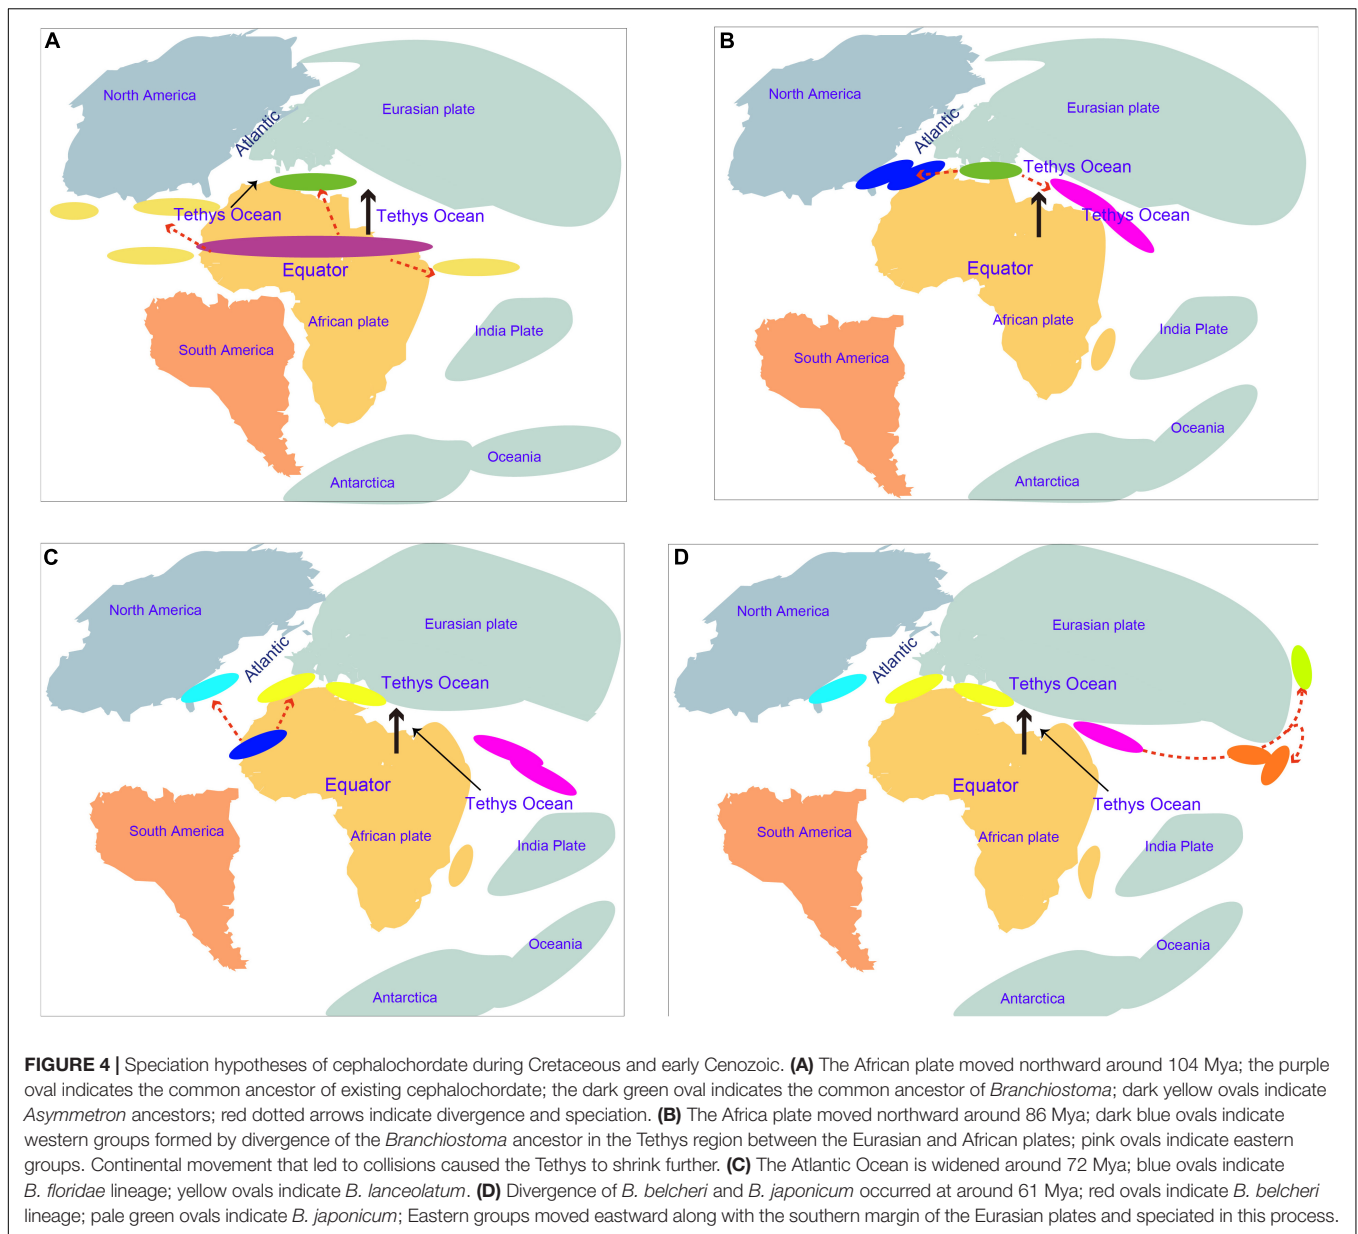 A
North America
Atlantic
Eurasian plate
Tethys Ocean
Tethys Ocean
Equator
African plate
India Plate
South America
Oceania
Antarctica
B
North America
Atlantic
Eurasian plate
Tethys Ocean
Tethys Ocean
Equator
African plate
India Plate
South America
Oceania
Antarctica
C
North America
Atlantic
Eurasian plate
Tethys Ocean
Equator
Tethys Ocean
South America
African plate
India Plate
Oceania
Antarctica
D
North America
Atlantic
Eurasian plate
Tethys Ocean
Equator
Tethys Ocean
South America
African plate
India Plate
Oceania
Antarctica
FIGURE 4 | Speciation hypotheses of cephalochordate during Cretaceous and early Cenozoic. (A) The African plate moved northward around 104 Mya; the purple
oval indicates the common ancestor of existing cephalochordate; the dark green oval indicates the common ancestor of Branchiostoma; dark yellow ovals indicate
Asymmetron ancestors; red dotted arrows indicate divergence and speciation. (B) The Africa plate moved northward around 86 Mya; dark blue ovals indicate
western groups formed by divergence of the Branchiostoma ancestor in the Tethys region between the Eurasian and African plates; pink ovals indicate eastern
groups. Continental movement that led to collisions caused the Tethys to shrink further. (C) The Atlantic Ocean is widened around 72 Mya; blue ovals indicate
B. floridae lineage; yellow ovals indicate B. lanceolatum. (D) Divergence of B. belcheri and B. japonicum occurred at around 61 Mya; red ovals indicate B. belcheri
lineage; pale green ovals indicate B. japonicum; Eastern groups moved eastward along with the southern margin of the Eurasian plates and speciated in this process.